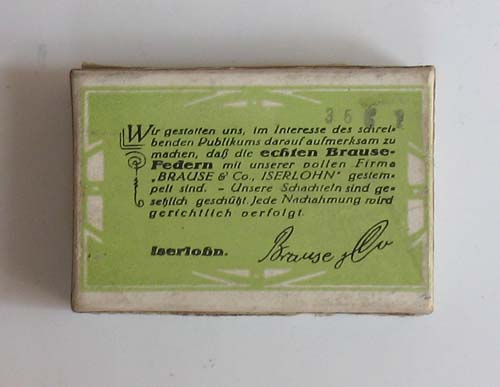 Wir gestatten uns, im Interesse des schrei-
benden Publikums darauf aufmerksam zu
machen, daß die echten Brause-
Federn mit unserer vollen Firma
„BRAUSE & Co., ISERLOHN” gestem-
pelt sind. – Unsere Schachteln sind ge-
setzlich geschützt. Jede Nachahmung wird
gerichtlich verfolgt.
Iserlohn. Brause & Co